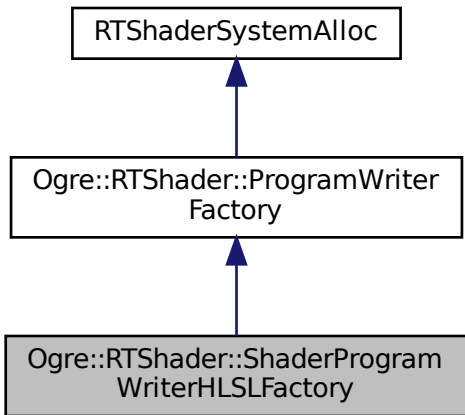 RTShaderSystemAlloc
Ogre::RTShader::ProgramWriter
Factory
Ogre::RTShader::ShaderProgram
WriterHLSLFactory